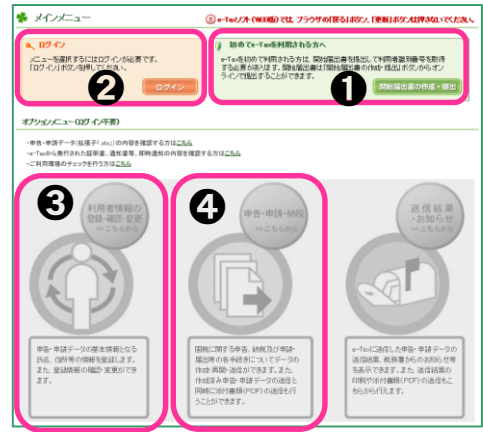 メインメニュー
e-Taxソフト(WEB版)では、ブラウザの「戻る」ボタン、「更新」ボタンは押さないでください。
ログイン
メニューを選択するにはログインが必要です。
「ログイン」ボタンを押してください。
ログイン
2
初めてe-Taxを利用される方へ
e-Taxを初めて利用される方は、開始届出書を提出して利用者識別番号を取得
する必要があります。開始届出書は「開始届出書の作成・提出」ボタンからオン
ラインで提出することができます。
開始届出書の作成・提出
1
オプションメニュー(ログイン不要)
・申告・申請データ(拡張子「.xtx」)の内容を確認する方はこちら
・e-Taxから発行された証明書、通知書等、即時通知の内容を確認する方はこちら
・ご利用環境のチェックを行う方はこちら
3
利用者情報の
登録・確認・変更
>>こちらから
申告・申請データの基本情報となる
氏名、住所等の情報を登録します。
また、登録情報の確認・変更ができ
ます。
4
申告・申請・納税
>>こちらから
国税に関する申告、納税及び申請・
届出等の各手続きについてデータの
作成・再開・送信ができます。また、
作成済み申告・申請データの送信と
同時に添付書類(PDF)の送信も行
うことができます。
送信結果
・お知らせ
>>こちらから
e-Taxに送信した申告・申請データの
送信結果、税務署からのお知らせ等
を表示できます。また、送信結果の
印刷や添付書類(PDF)の送信もこ
ちらから行えます。